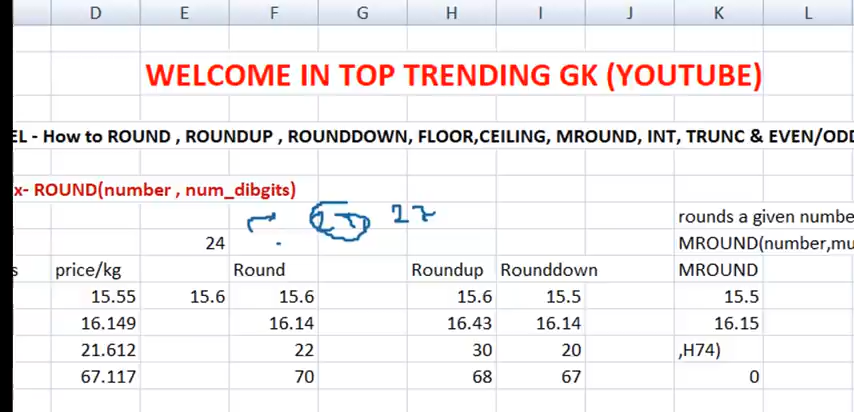 D E F G H I J K L
WELCOME IN TOP TRENDING GK (YOUTUBE)
EL - How to ROUND , ROUNDUP , ROUNDDOWN, FLOOR,CEILING, MROUND, INT, TRUNC & EVEN/ODD
x- ROUND(number , num_dibgits)
27 rounds a given numbe
24 MROUND(number,mu
s price/kg Round Roundup Rounddown MROUND
15.55 15.6 15.6 15.6 15.5 15.5
16.149 16.14 16.43 16.14 16.15
21.612 22 30 20 ,H74)
67.117 70 68 67 0